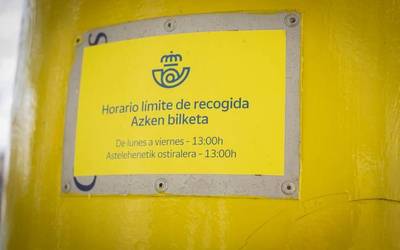 Horario límite de recogida
Azken bilketa
De lunes a viernes - 13:00h
Astelehenetik ostiralera - 13:00h